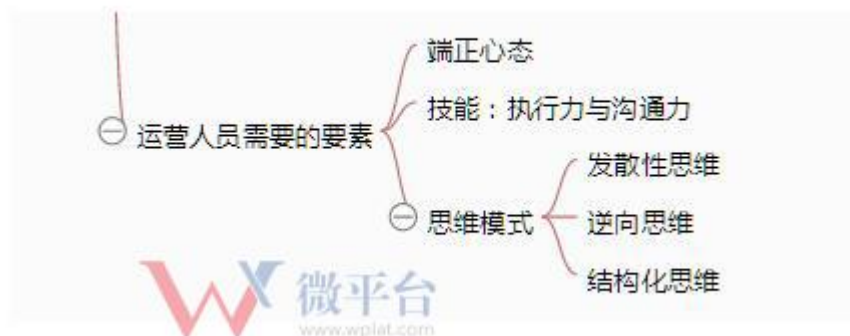 端正心态
技能：执行力与沟通力
运营人员需要的要素
发散性思维
思维模式
逆向思维
结构化思维
微平台
www.wplat.com